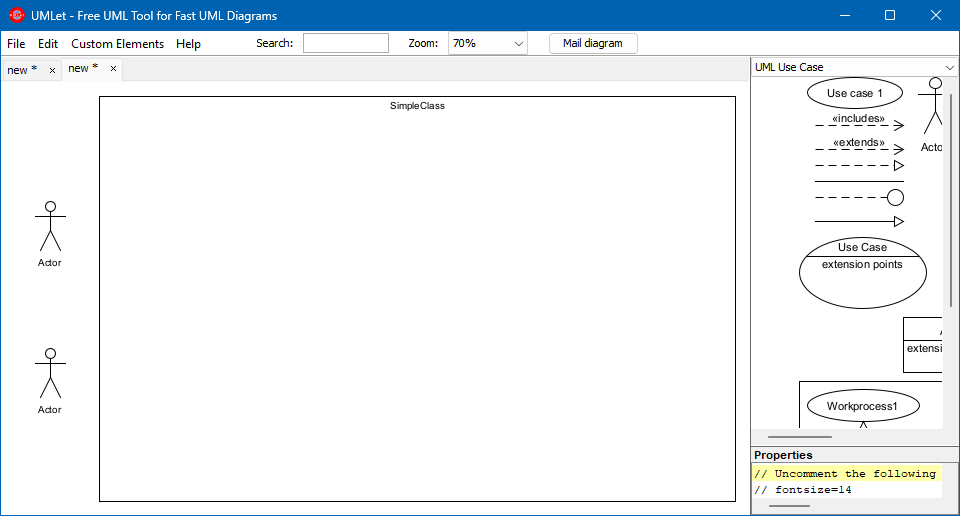 UMLet - Free UML Tool for Fast UML Diagrams
File Edit Custom Elements Help Search: Zoom: 70% Mail diagram
new * × new * ×
UML Use Case
SimpleClass
Actor
Actor
Use case 1
«includes»
Acto
«extends»
Use Case
extension points
extensi
Workprocess1
Properties
// Uncomment the following
// fontsize=14